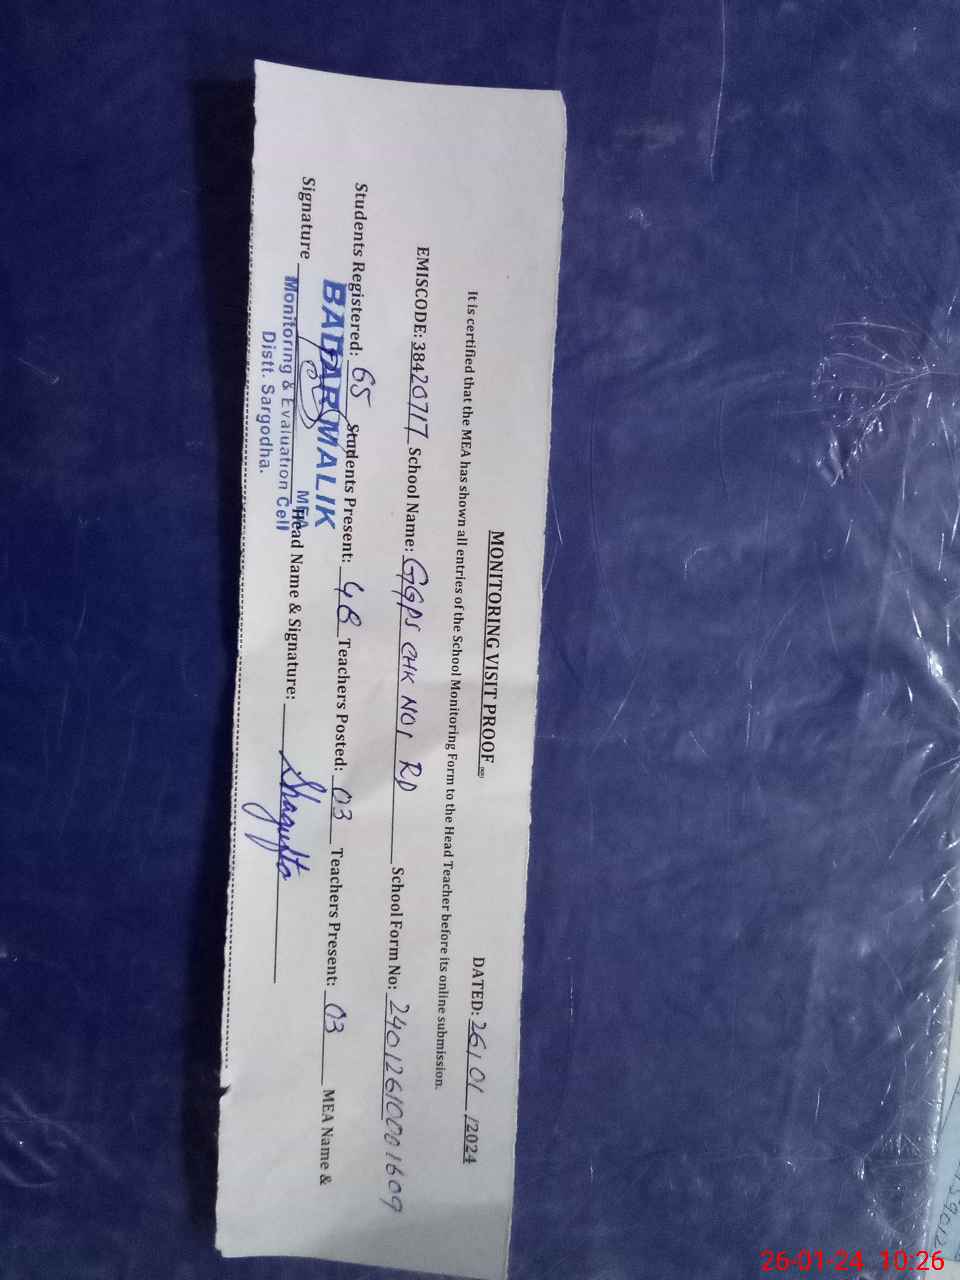 MONITORING VISIT PROOF
DATED: 26/01/2024
It is certified that the MEA has shown all entries of the School Monitoring Form to the Head Teacher before its online submission.
EMISCODE: 38420717 School Name: GGPS CHK NO1 RD School Form No: 24012610001609
Students Registered: 65 Students Present: 48 Teachers Posted: 03 Teachers Present: 03 MEA Name &
Signature Head Name & Signature: Shagufta
BADAR MALIK
MEA
Monitoring & Evaluation Cell
Distt. Sargodha.
26-01-24 10:26